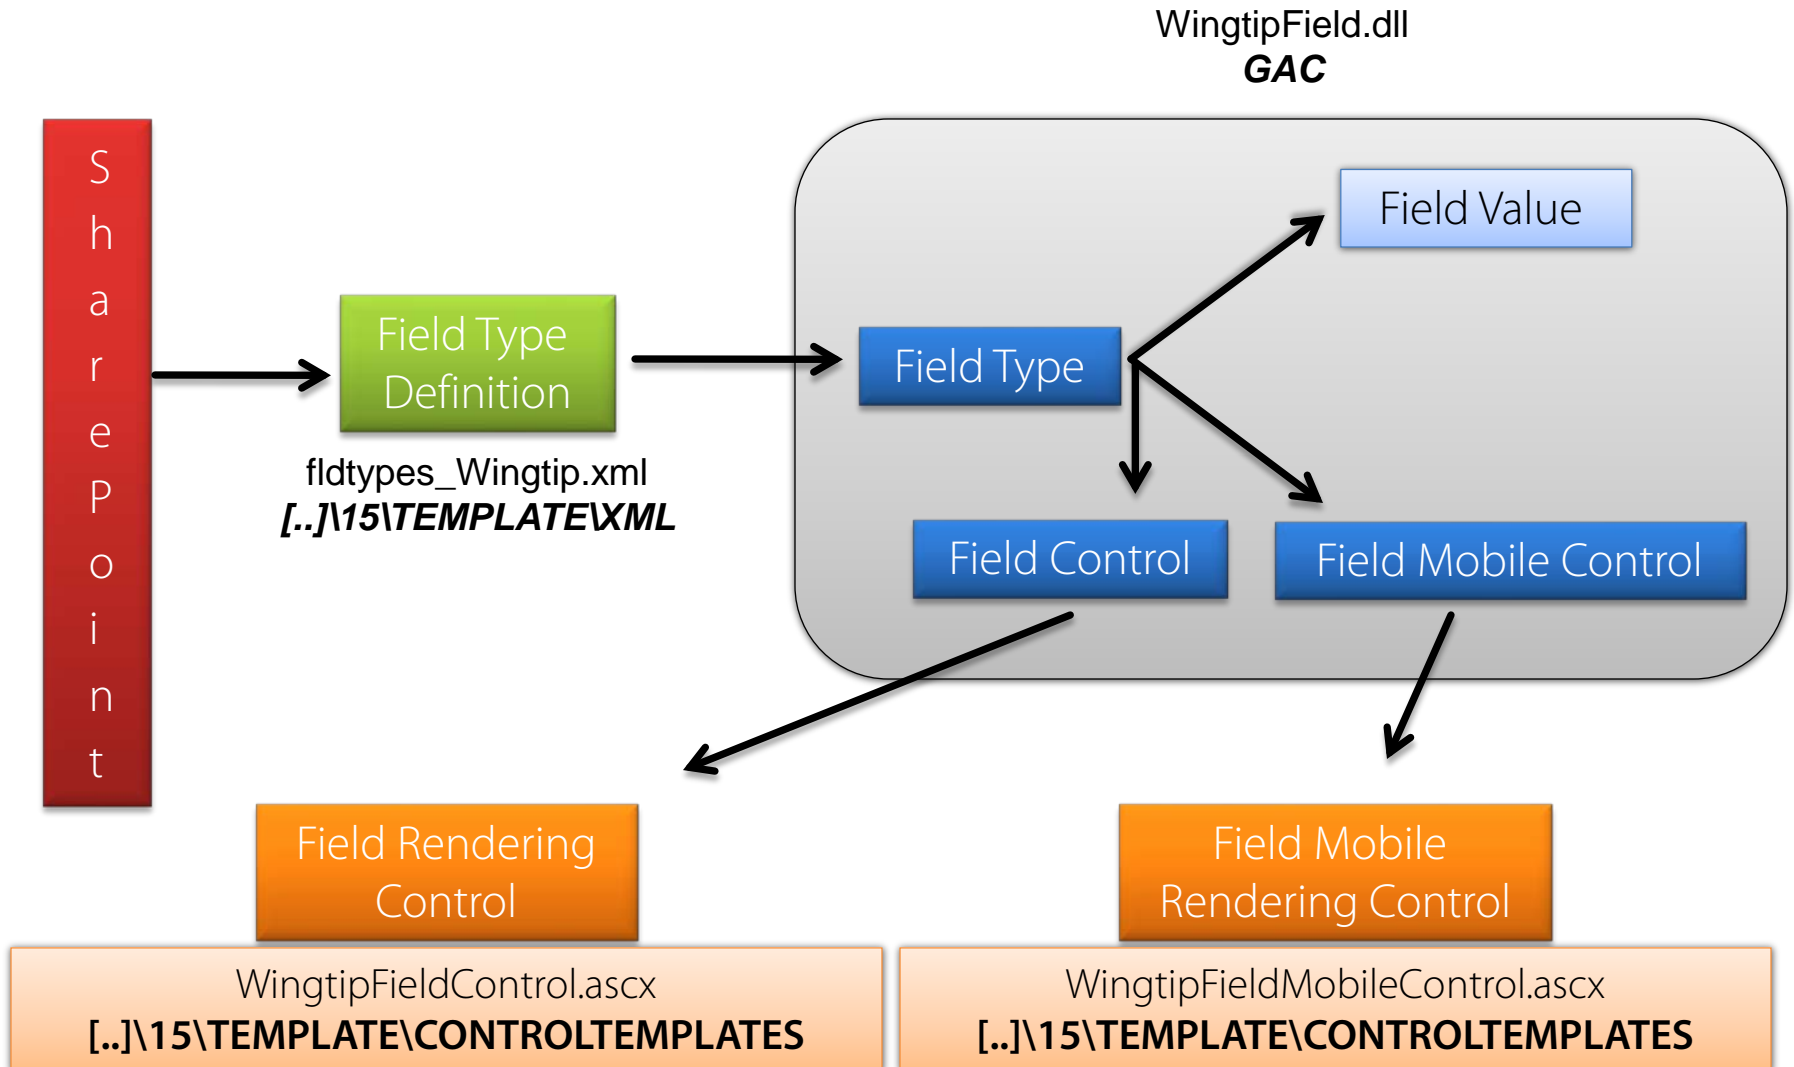 WingtipField.dll
GAC
SharePoint
Field Value
Field Type
Definition
Field Type
fldtypes_Wingtip.xml
[..]\15\TEMPLATE\XML
Field Control
Field Mobile Control
Field Rendering
Control
Field Mobile
Rendering Control
WingtipFieldControl.ascx
[..]\15\TEMPLATE\CONTROLTEMPLATES
WingtipFieldMobileControl.ascx
[..]\15\TEMPLATE\CONTROLTEMPLATES